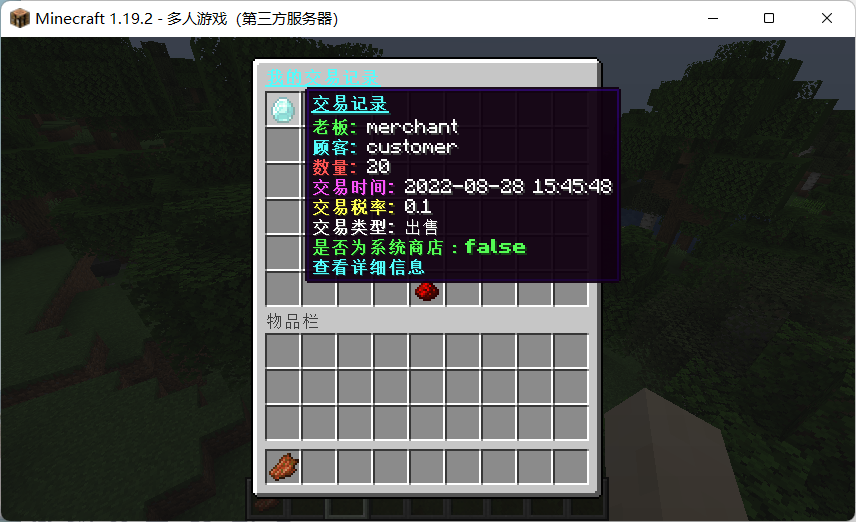 Minecraft 1.19.2 - 多人游戏（第三方服务器）
我的交易记录
交易记录
老板: merchant
顾客: customer
数量: 20
交易时间: 2022-08-28 15:45:48
交易税率: 0.1
交易类型: 出售
是否为系统商店 : false
查看详细信息
物品栏